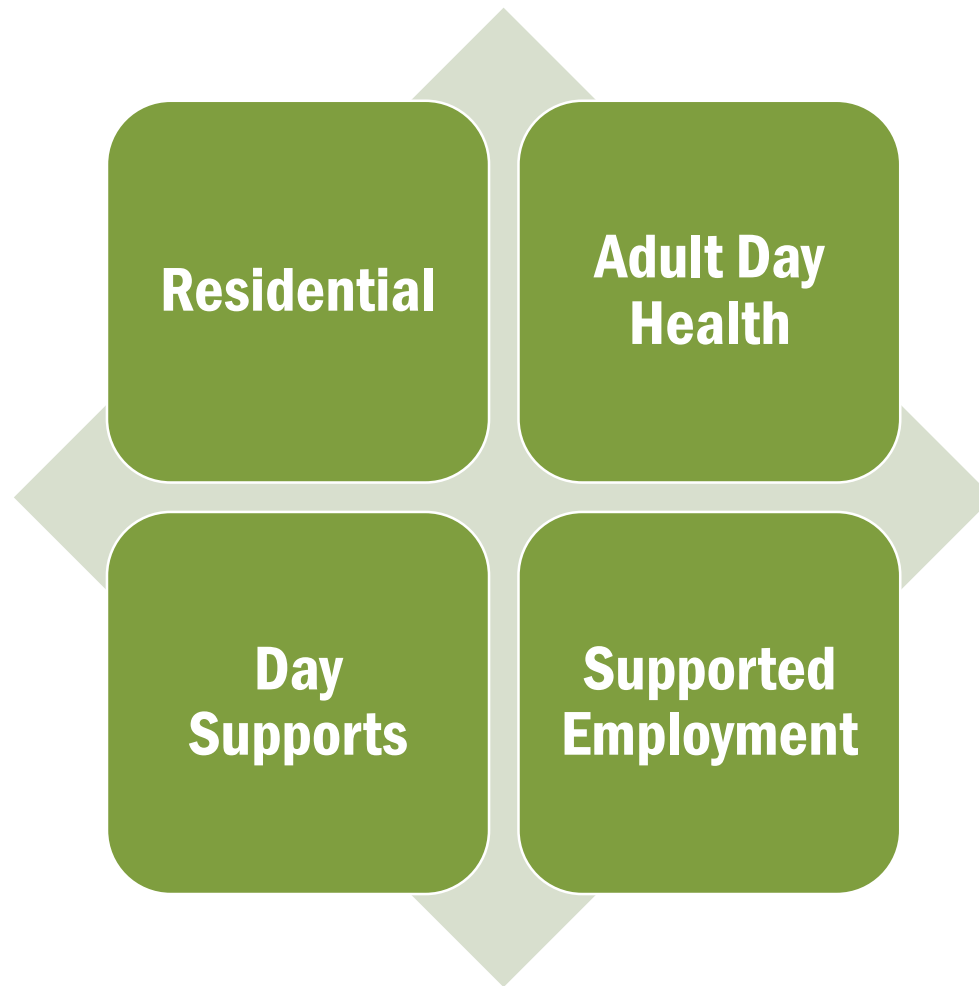 Residential
Adult Day
Health
Day
Supports
Supported
Employment